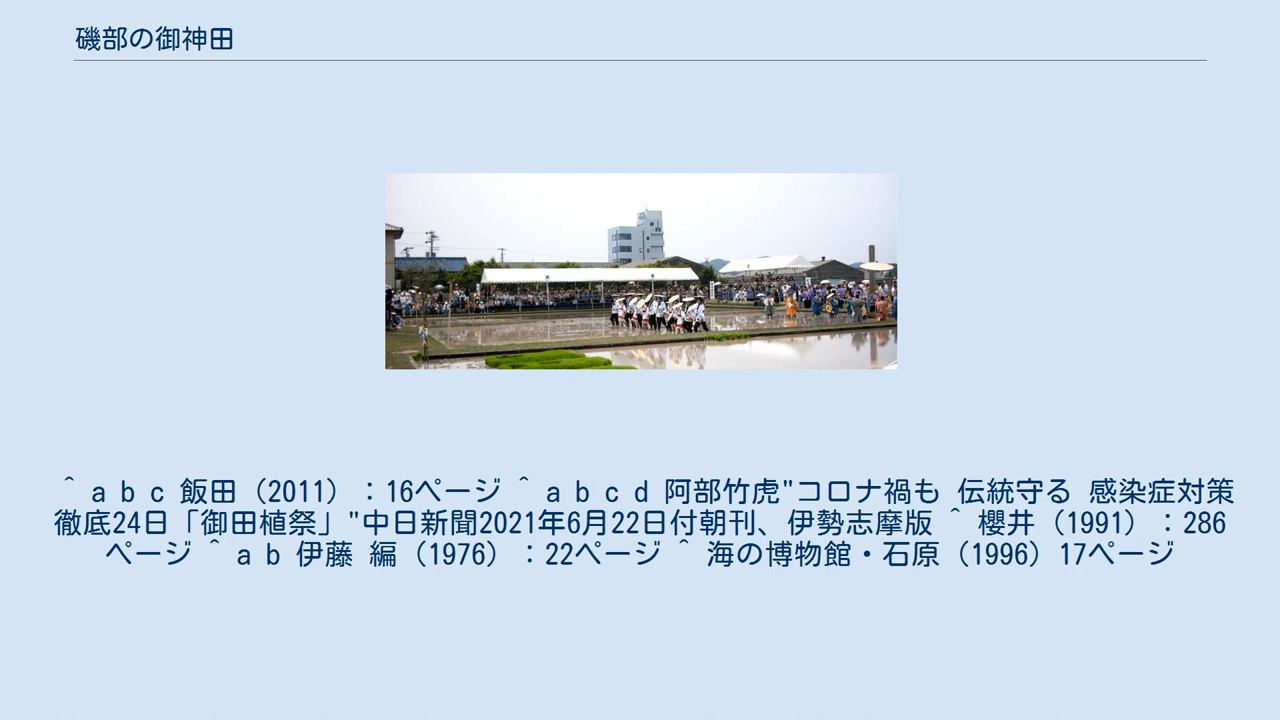 磯部の御神田
^ a b c 飯田（2011）：16ページ ^ a b c d 阿部竹虎"コロナ禍も 伝統守る 感染症対策
徹底24日「御田植祭」"中日新聞2021年6月22日付朝刊、伊勢志摩版 ^ 櫻井（1991）：286
ページ ^ a b 伊藤 編（1976）：22ページ ^ 海の博物館・石原（1996）17ページ